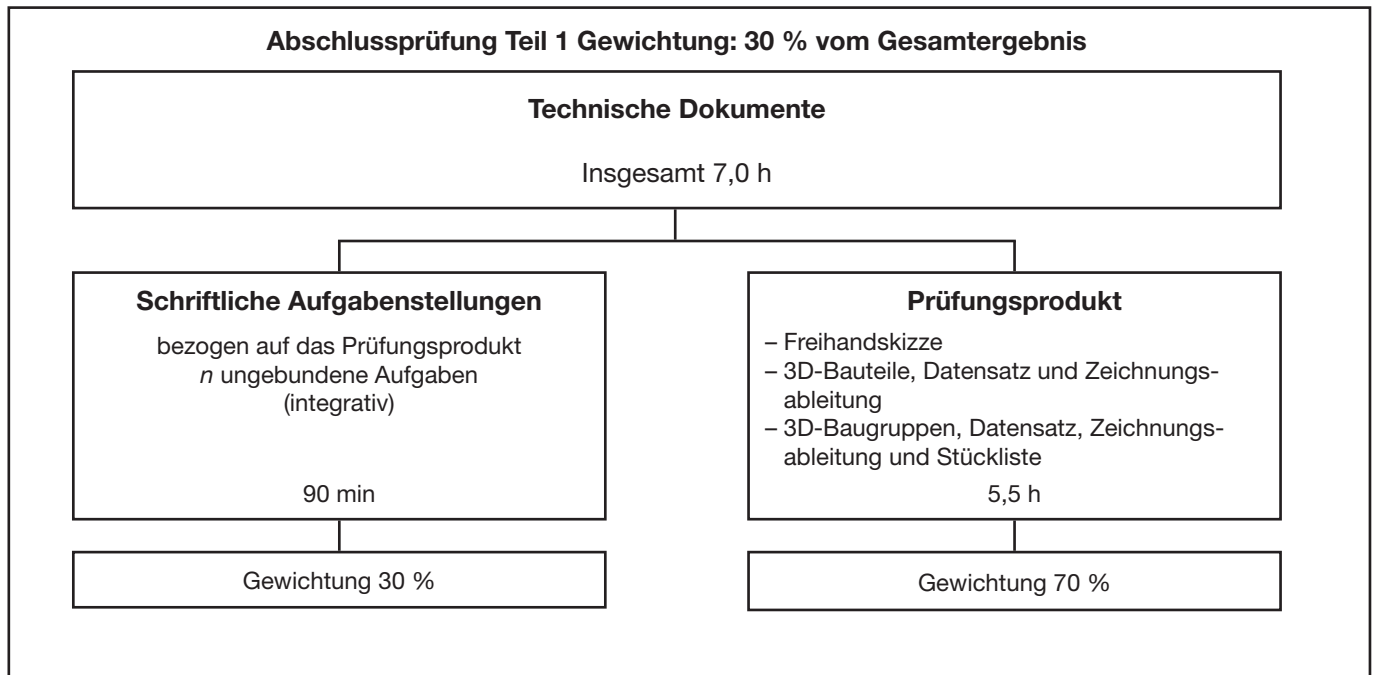 Abschlussprüfung Teil 1 Gewichtung: 30 % vom Gesamtergebnis
Technische Dokumente
Insgesamt 7,0 h
Schriftliche Aufgabenstellungen
bezogen auf das Prüfungsprodukt
n ungebundene Aufgaben
(integrativ)
90 min
Gewichtung 30 %
Prüfungsprodukt
– Freihandskizze
– 3D-Bauteile, Datensatz und Zeichnungs-
ableitung
– 3D-Baugruppen, Datensatz, Zeichnungs-
ableitung und Stückliste
5,5 h
Gewichtung 70 %